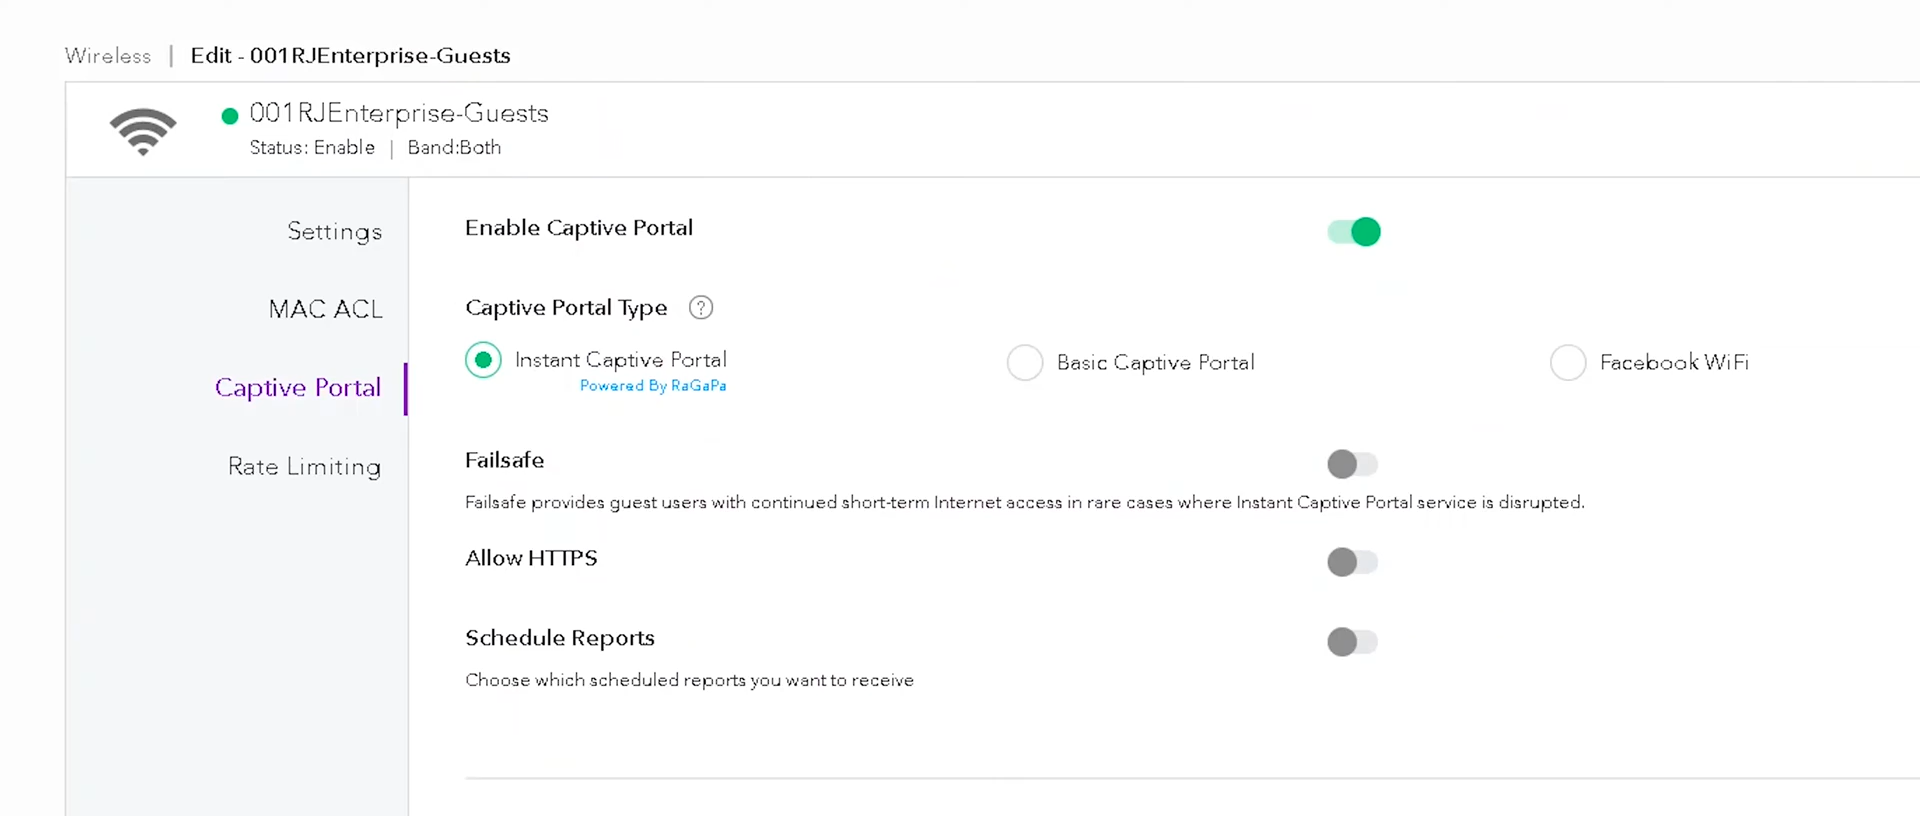 Wireless | Edit - 001RJEnterprise-Guests
001RJEnterprise-Guests
Status: Enable | Band:Both
Settings
MAC ACL
Captive Portal
Rate Limiting
Enable Captive Portal
Captive Portal Type ?
Instant Captive Portal
Powered By RaGaPa
Basic Captive Portal
Facebook WiFi
Failsafe
Failsafe provides guest users with continued short-term Internet access in rare cases where Instant Captive Portal service is disrupted.
Allow HTTPS
Schedule Reports
Choose which scheduled reports you want to receive